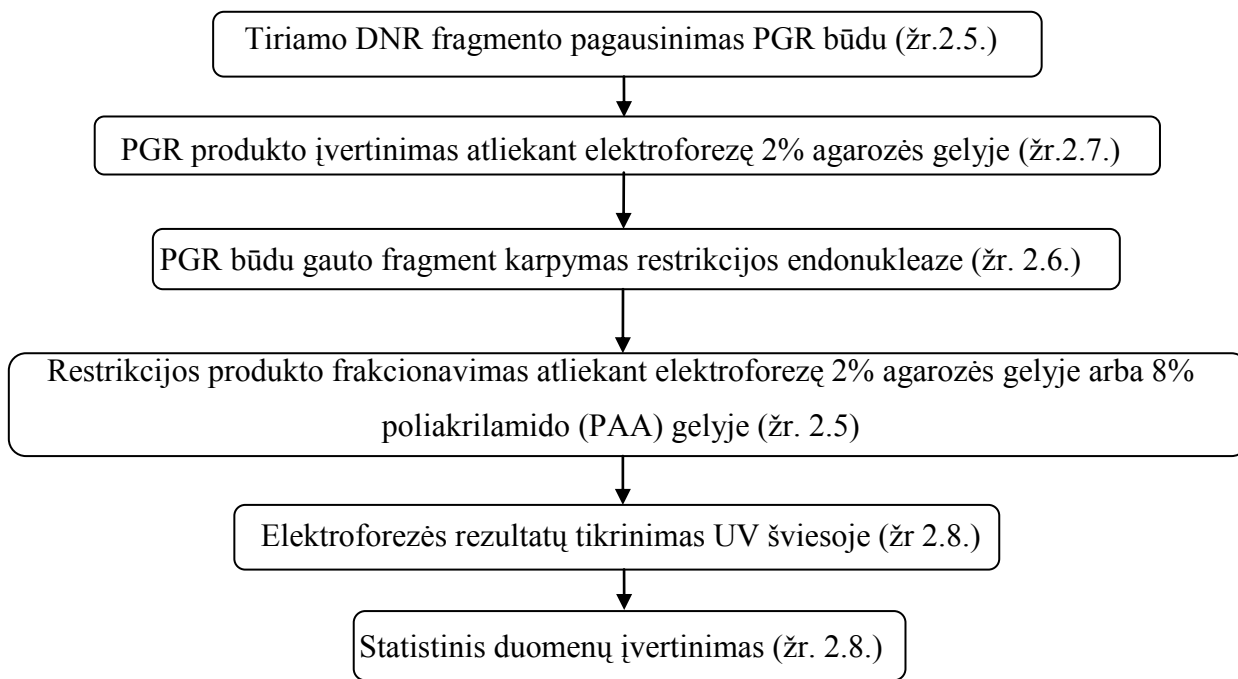 Tiriamo DNR fragmento pagausinimas PGR būdu (žr.2.5.)
PGR produkto įvertinimas atliekant elektroforezę 2% agarozės gelyje (žr.2.7.)
PGR būdu gauto fragment karpymas restrikcijos endonukleaze (žr. 2.6.)
Restrikcijos produkto frakcionavimas atliekant elektroforezę 2% agarozės gelyje arba 8%
poliakrilamido (PAA) gelyje (žr. 2.5)
Elektroforezės rezultatų tikrinimas UV šviesoje (žr 2.8.)
Statistinis duomenų įvertinimas (žr. 2.8.)